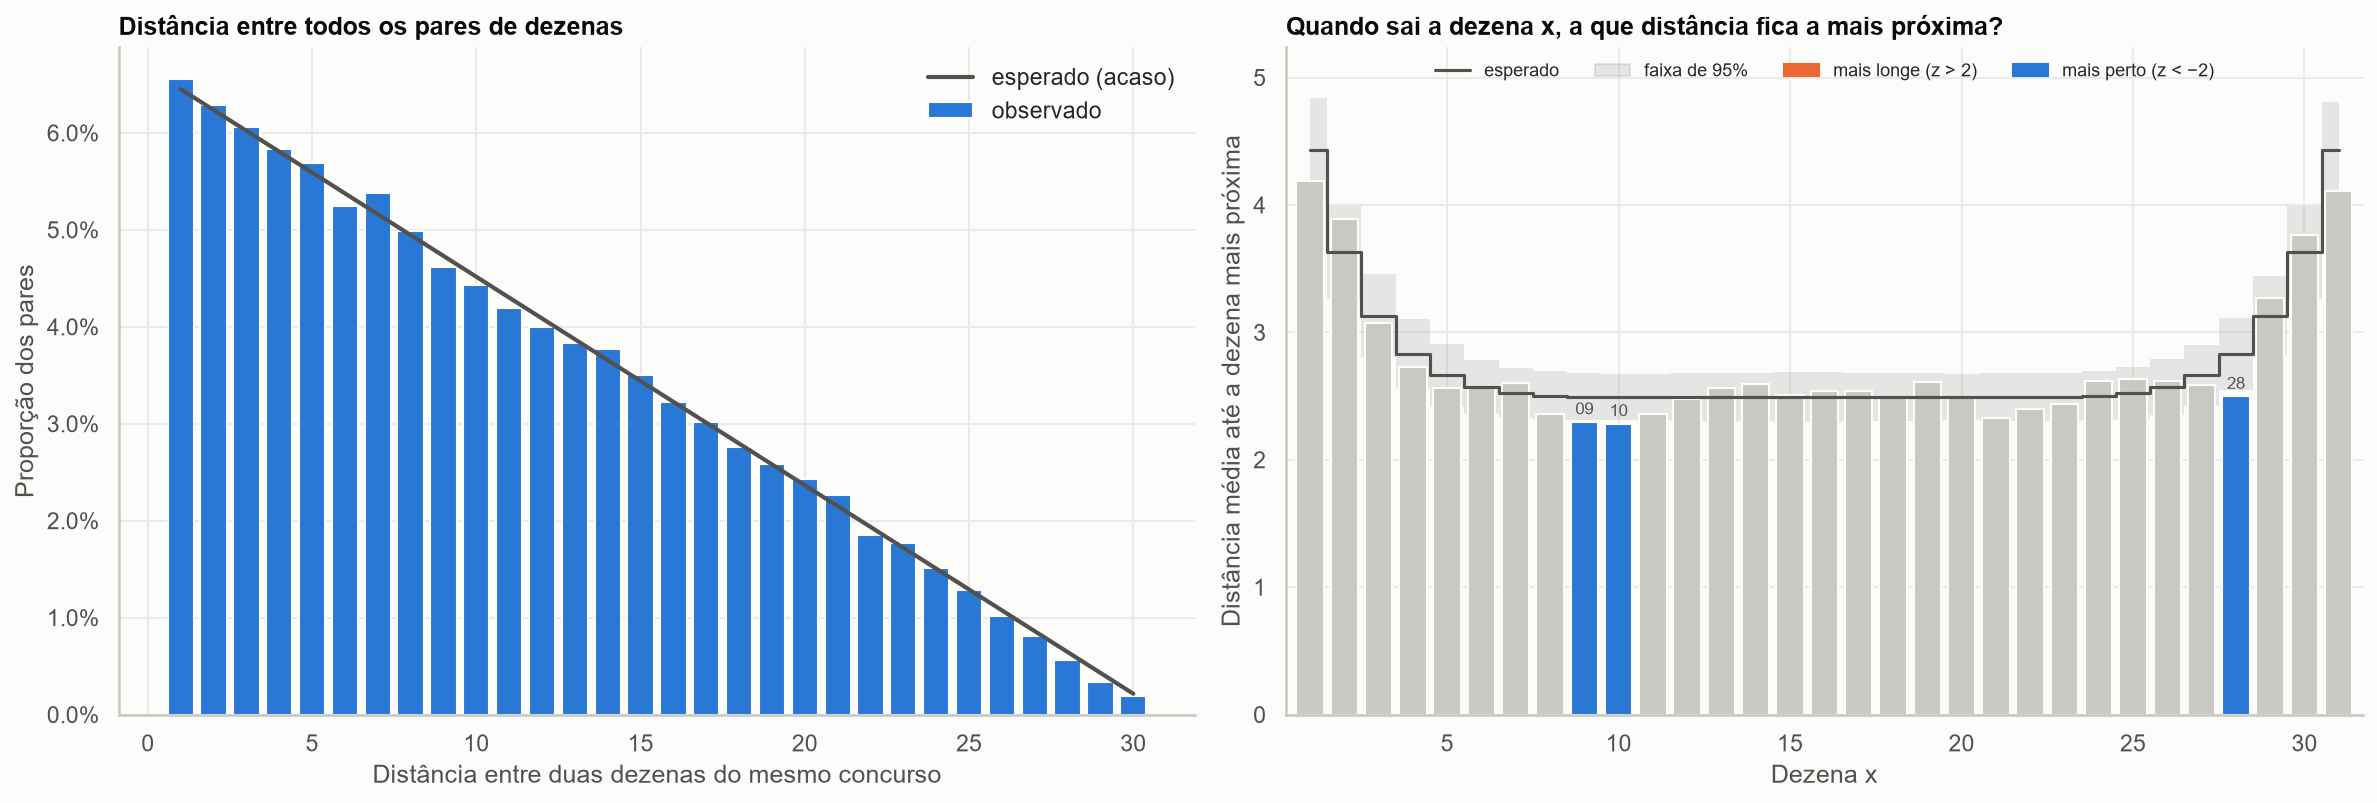 Distância entre todos os pares de dezenas
esperado (acaso)
observado
Proporção dos pares
6.0%
5.0%
4.0%
3.0%
2.0%
1.0%
0.0%
0 5 10 15 20 25 30
Distância entre duas dezenas do mesmo concurso
Quando sai a dezena x, a que distância fica a mais próxima?
esperado faixa de 95% mais longe (z > 2) mais perto (z < −2)
Distância média até a dezena mais próxima
5
4
3
2
1
0
09 10 28
5 10 15 20 25 30
Dezena x